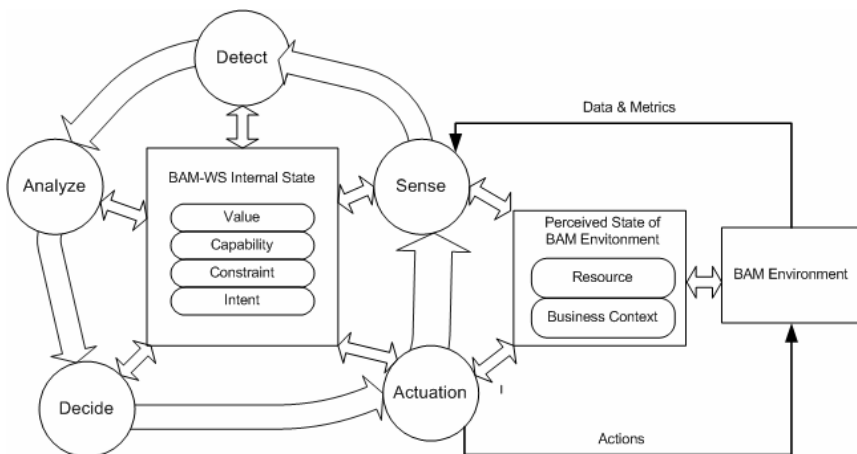 Detect
Data & Metrics
Analyze
BAM-WS Internal State
Value
Capability
Constraint
Intent
Sense
Perceived State of
BAM Envitonment
Resource
Business Context
BAM Environment
Decide
Actuation
Actions